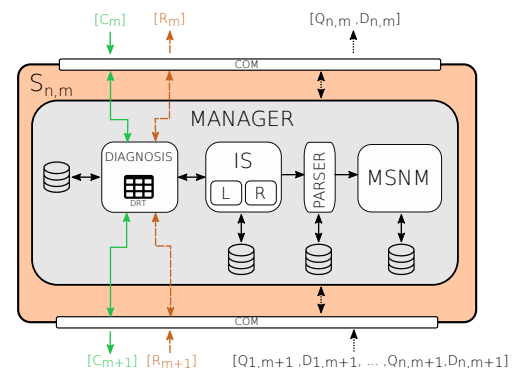 [Cm] [Rm] [Qn,m ,Dn,m]
COM
Sn,m
MANAGER
DIAGNOSIS
DRT
IS
L R
PARSER
MSNM
COM
[Cm+1] [Rm+1] [Q1,m+1 ,D1,m+1, ... ,Qn,m+1,Dn,m+1]